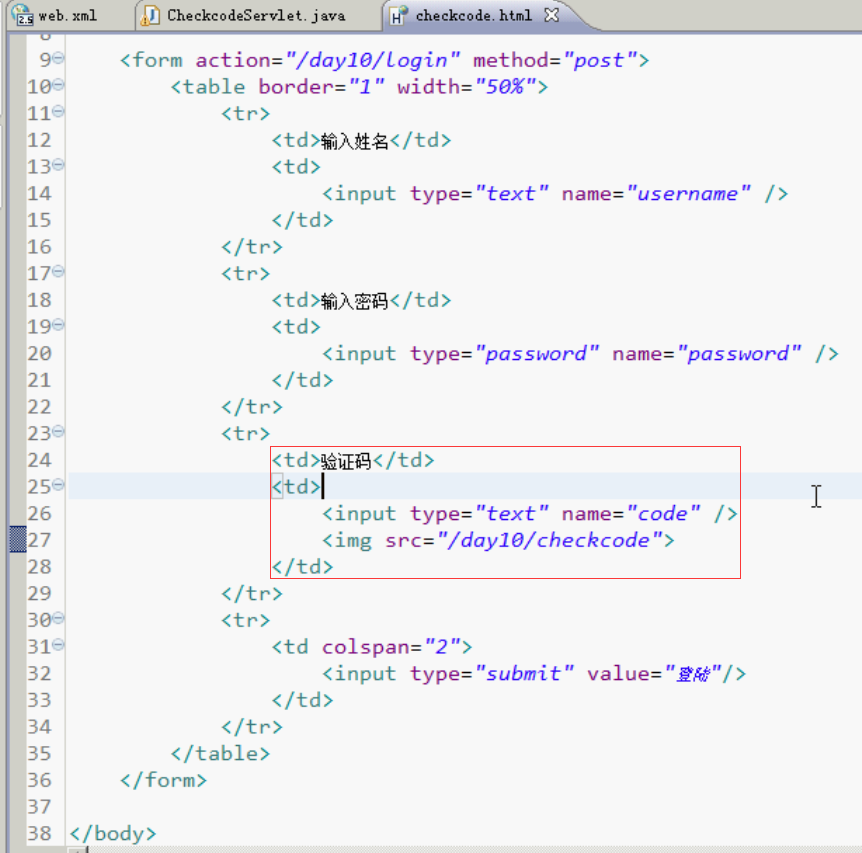 web.xml CheckcodeServlet.java checkcode.html
8
9 <form action="/day10/login" method="post">
10 <table border="1" width="50%">
11 <tr>
12 <td>输入姓名</td>
13 <td>
14 <input type="text" name="username" />
15 </td>
16 </tr>
17 <tr>
18 <td>输入密码</td>
19 <td>
20 <input type="password" name="password" />
21 </td>
22 </tr>
23 <tr>
24 <td>验证码</td>
25 <td>
26 <input type="text" name="code" />
27 <img src="/day10/checkcode">
28 </td>
29 </tr>
30 <tr>
31 <td colspan="2">
32 <input type="submit" value="登陆"/>
33 </td>
34 </tr>
35 </table>
36 </form>
37
38 </body>